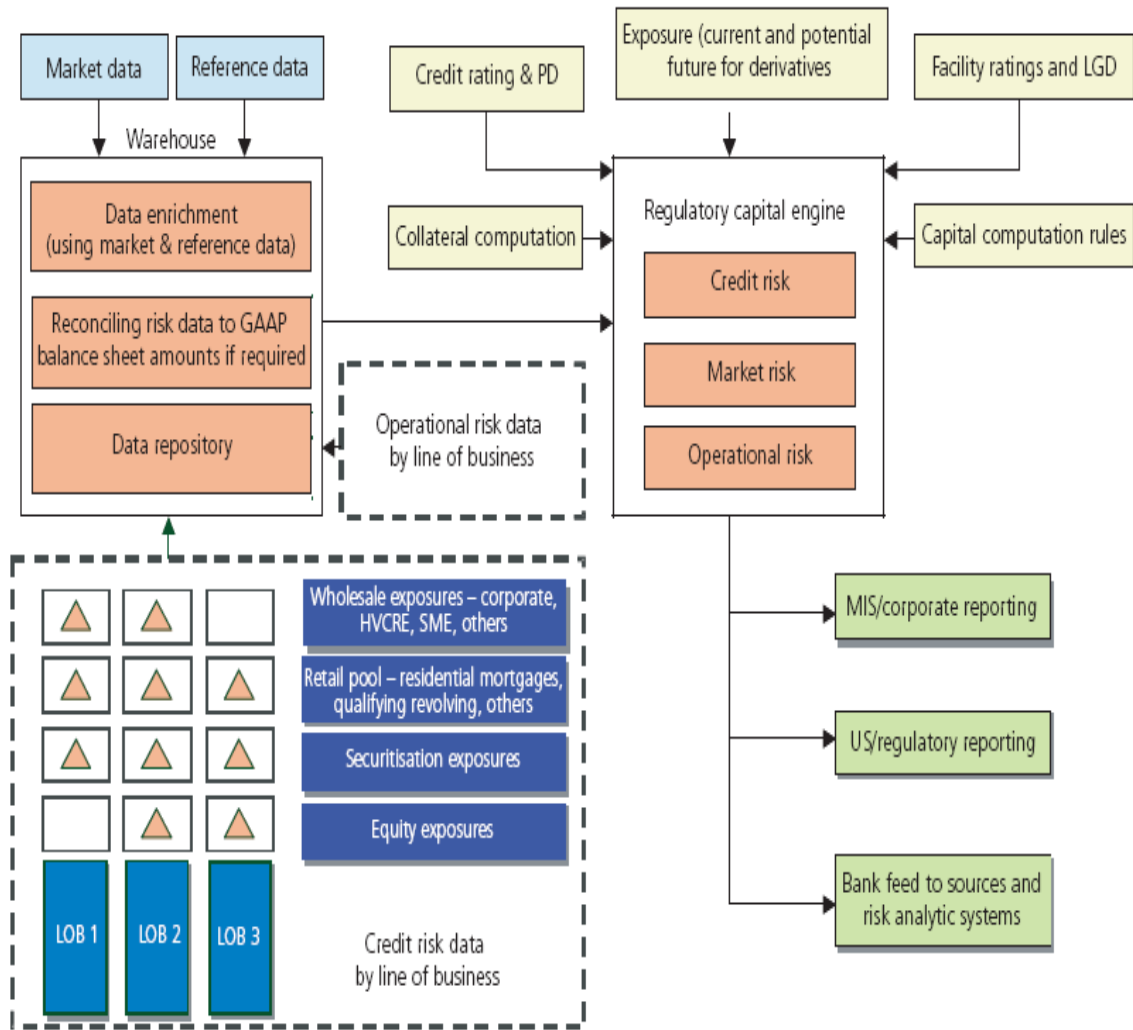 Market data
Reference data
Warehouse
Data enrichment
(using market & reference data)
Reconciling risk data to GAAP
balance sheet amounts if required
Data repository
Operational risk data
by line of business
Credit rating & PD
Exposure (current and potential
future for derivatives
Facility ratings and LGD
Collateral computation
Regulatory capital engine
Capital computation rules
Credit risk
Market risk
Operational risk
Wholesale exposures – corporate,
HVCRE, SME, others
Retail pool – residential mortgages,
qualifying revolving, others
Securitisation exposures
Equity exposures
LOB 1
LOB 2
LOB 3
Credit risk data
by line of business
MIS/corporate reporting
US/regulatory reporting
Bank feed to sources and
risk analytic systems